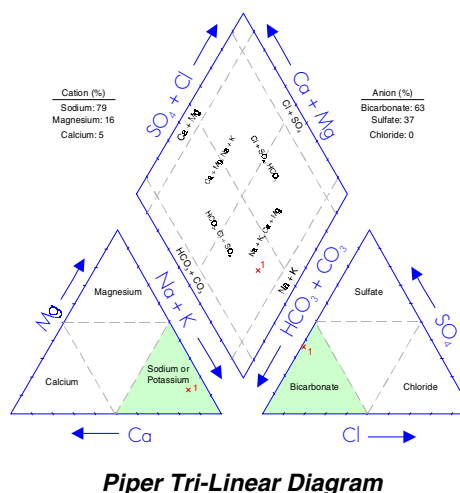 Cation (%)
Sodium: 79
Magnesium: 16
Calcium: 5
Anion (%)
Bicarbonate: 63
Sulfate: 37
Chloride: 0
SO4 + Cl
Ca + Mg
Ca + Mg
Cl + SO4
Ca + Mg, Na + K
Cl + SO4, HCO3
HCO3, Cl + SO4
Na + K, Ca + Mg
HCO3 + CO3
Na + K
1
Mg
Na + K
HCO3 + CO3
SO4
Magnesium
Calcium
Sodium or
Potassium
1
Sulfate
Bicarbonate
Chloride
1
Ca
Cl
Piper Tri-Linear Diagram